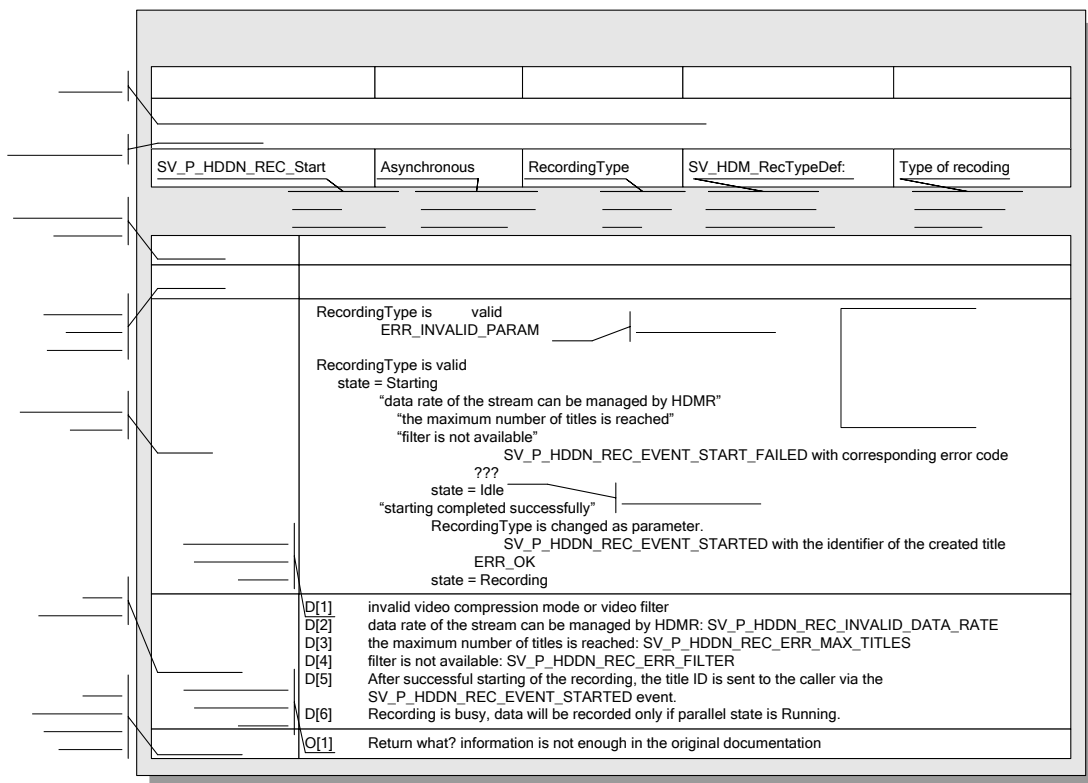 SV_P_HDDN_REC_Start Asynchronous RecordingType SV_HDM_RecTypeDef: Type of recoding
RecordingType is valid
ERR_INVALID_PARAM
RecordingType is valid
state = Starting
“data rate of the stream can be managed by HDMR”
“the maximum number of titles is reached”
“filter is not available”
SV_P_HDDN_REC_EVENT_START_FAILED with corresponding error code
???
state = Idle
“starting completed successfully”
RecordingType is changed as parameter.
SV_P_HDDN_REC_EVENT_STARTED with the identifier of the created title
ERR_OK
state = Recording
D[1] invalid video compression mode or video filter
D[2] data rate of the stream can be managed by HDMR: SV_P_HDDN_REC_INVALID_DATA_RATE
D[3] the maximum number of titles is reached: SV_P_HDDN_REC_ERR_MAX_TITLES
D[4] filter is not available: SV_P_HDDN_REC_ERR_FILTER
D[5] After successful starting of the recording, the title ID is sent to the caller via the
SV_P_HDDN_REC_EVENT_STARTED event.
D[6] Recording is busy, data will be recorded only if parallel state is Running.
O[1] Return what? information is not enough in the original documentation